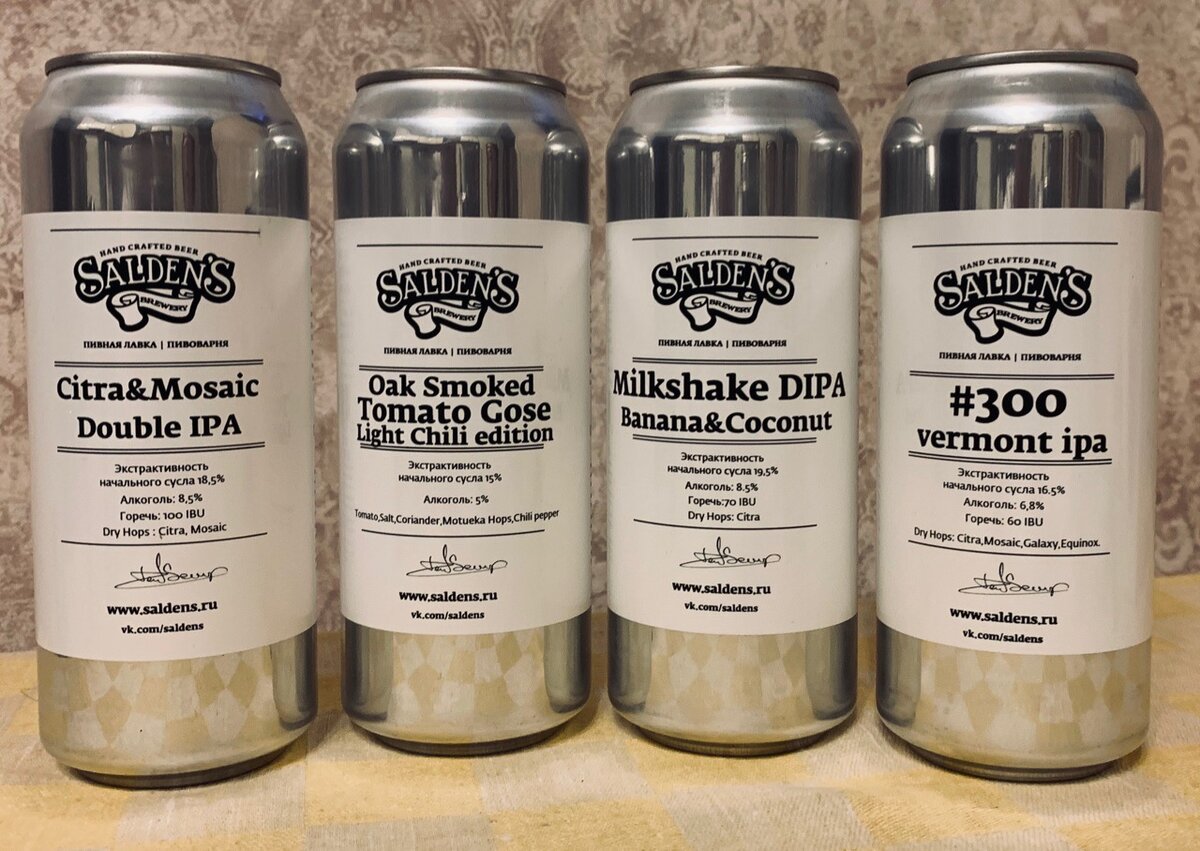 HAND CRAFTED BEER
SALDEN'S
BREWERY
ПИВНАЯ ЛАВКА | ПИВОВАРНЯ
Citra&Mosaic
Double IPA
Экстрактивность
начального сусла 18,5%
Алкоголь: 8,5%
Горечь: 100 IBU
Dry Hops : Citra, Mosaic
www.saldens.ru
vk.com/saldens
HAND CRAFTED BEER
SALDEN'S
BREWERY
ПИВНАЯ ЛАВКА | ПИВОВАРНЯ
Oak Smoked
Tomato Gose
Light Chili edition
Экстрактивность
начального сусла 15%
Алкоголь: 5%
Tomato,Salt,Coriander,Motueka Hops,Chili pepper
www.saldens.ru
vk.com/saldens
HAND CRAFTED BEER
SALDEN'S
BREWERY
ПИВНАЯ ЛАВКА | ПИВОВАРНЯ
Milkshake DIPA
Banana&Coconut
Экстрактивность
начального сусла 19,5%
Алкоголь: 8.5%
Горечь:70 IBU
Dry Hops: Citra
www.saldens.ru
vk.com/saldens
HAND CRAFTED BEER
SALDEN'S
BREWERY
ПИВНАЯ ЛАВКА | ПИВОВАРНЯ
#300
vermont ipa
Экстрактивность
начального сусла 16.5%
Алкоголь: 6,8%
Горечь: 60 IBU
Dry Hops: Citra,Mosaic,Galaxy,Equinox.
www.saldens.ru
vk.com/saldens